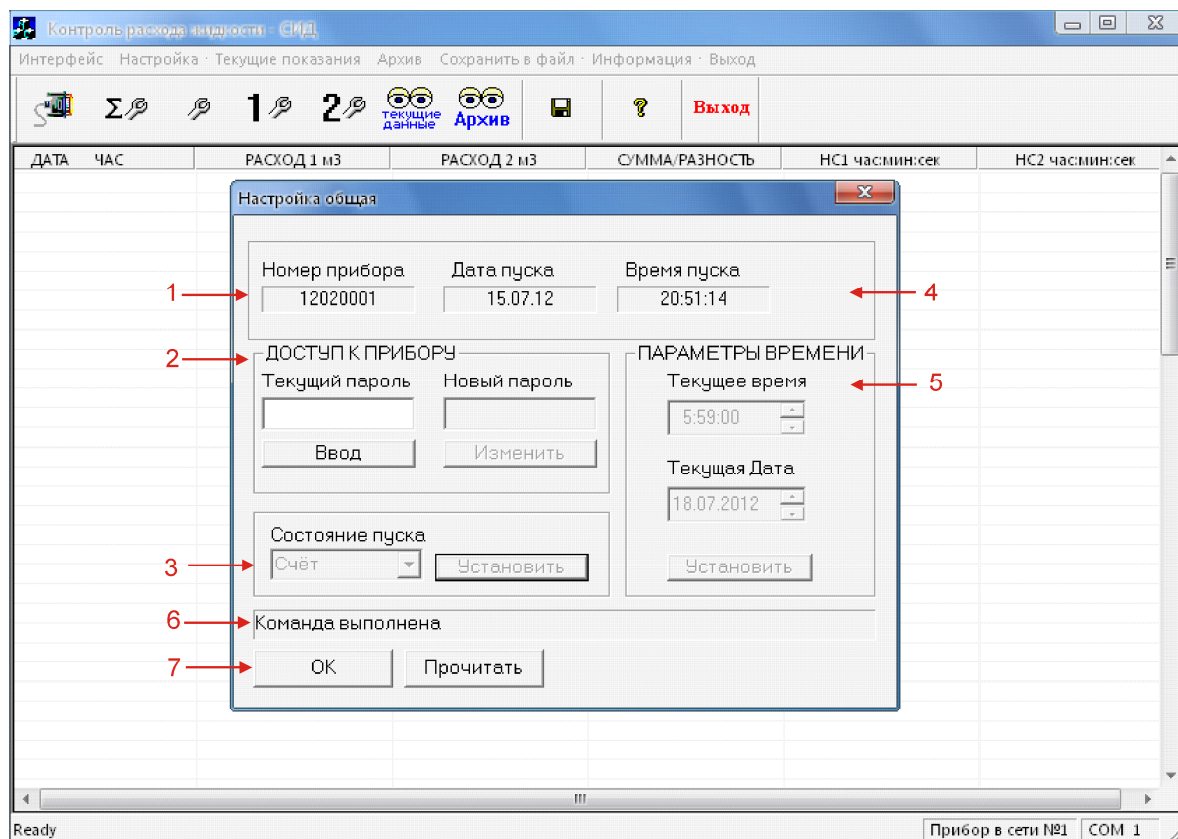 Контроль расхода жидкости - СИД
Интерфейс Настройка Текущие показания Архив Сохранить в файл Информация Выход
Σ 1 2 текущие данные Архив ? Выход
ДАТА ЧАС РАСХОД 1 м3 РАСХОД 2 м3 СУММА/РАЗНОСТЬ НС1 час:мин:сек НС2 час:мин:сек
Настройка общая
Номер прибора Дата пуска Время пуска
1 12020001 15.07.12 20:51:14 4
2 ДОСТУП К ПРИБОРУ ПАРАМЕТРЫ ВРЕМЕНИ
Текущий пароль Новый пароль Текущее время 5
5:59:00
Ввод Изменить
Текущая Дата
18.07.2012
Состояние пуска
3 Счёт Установить Установить
6 Команда выполнена
7 OK Прочитать
Ready Прибор в сети №1 COM 1